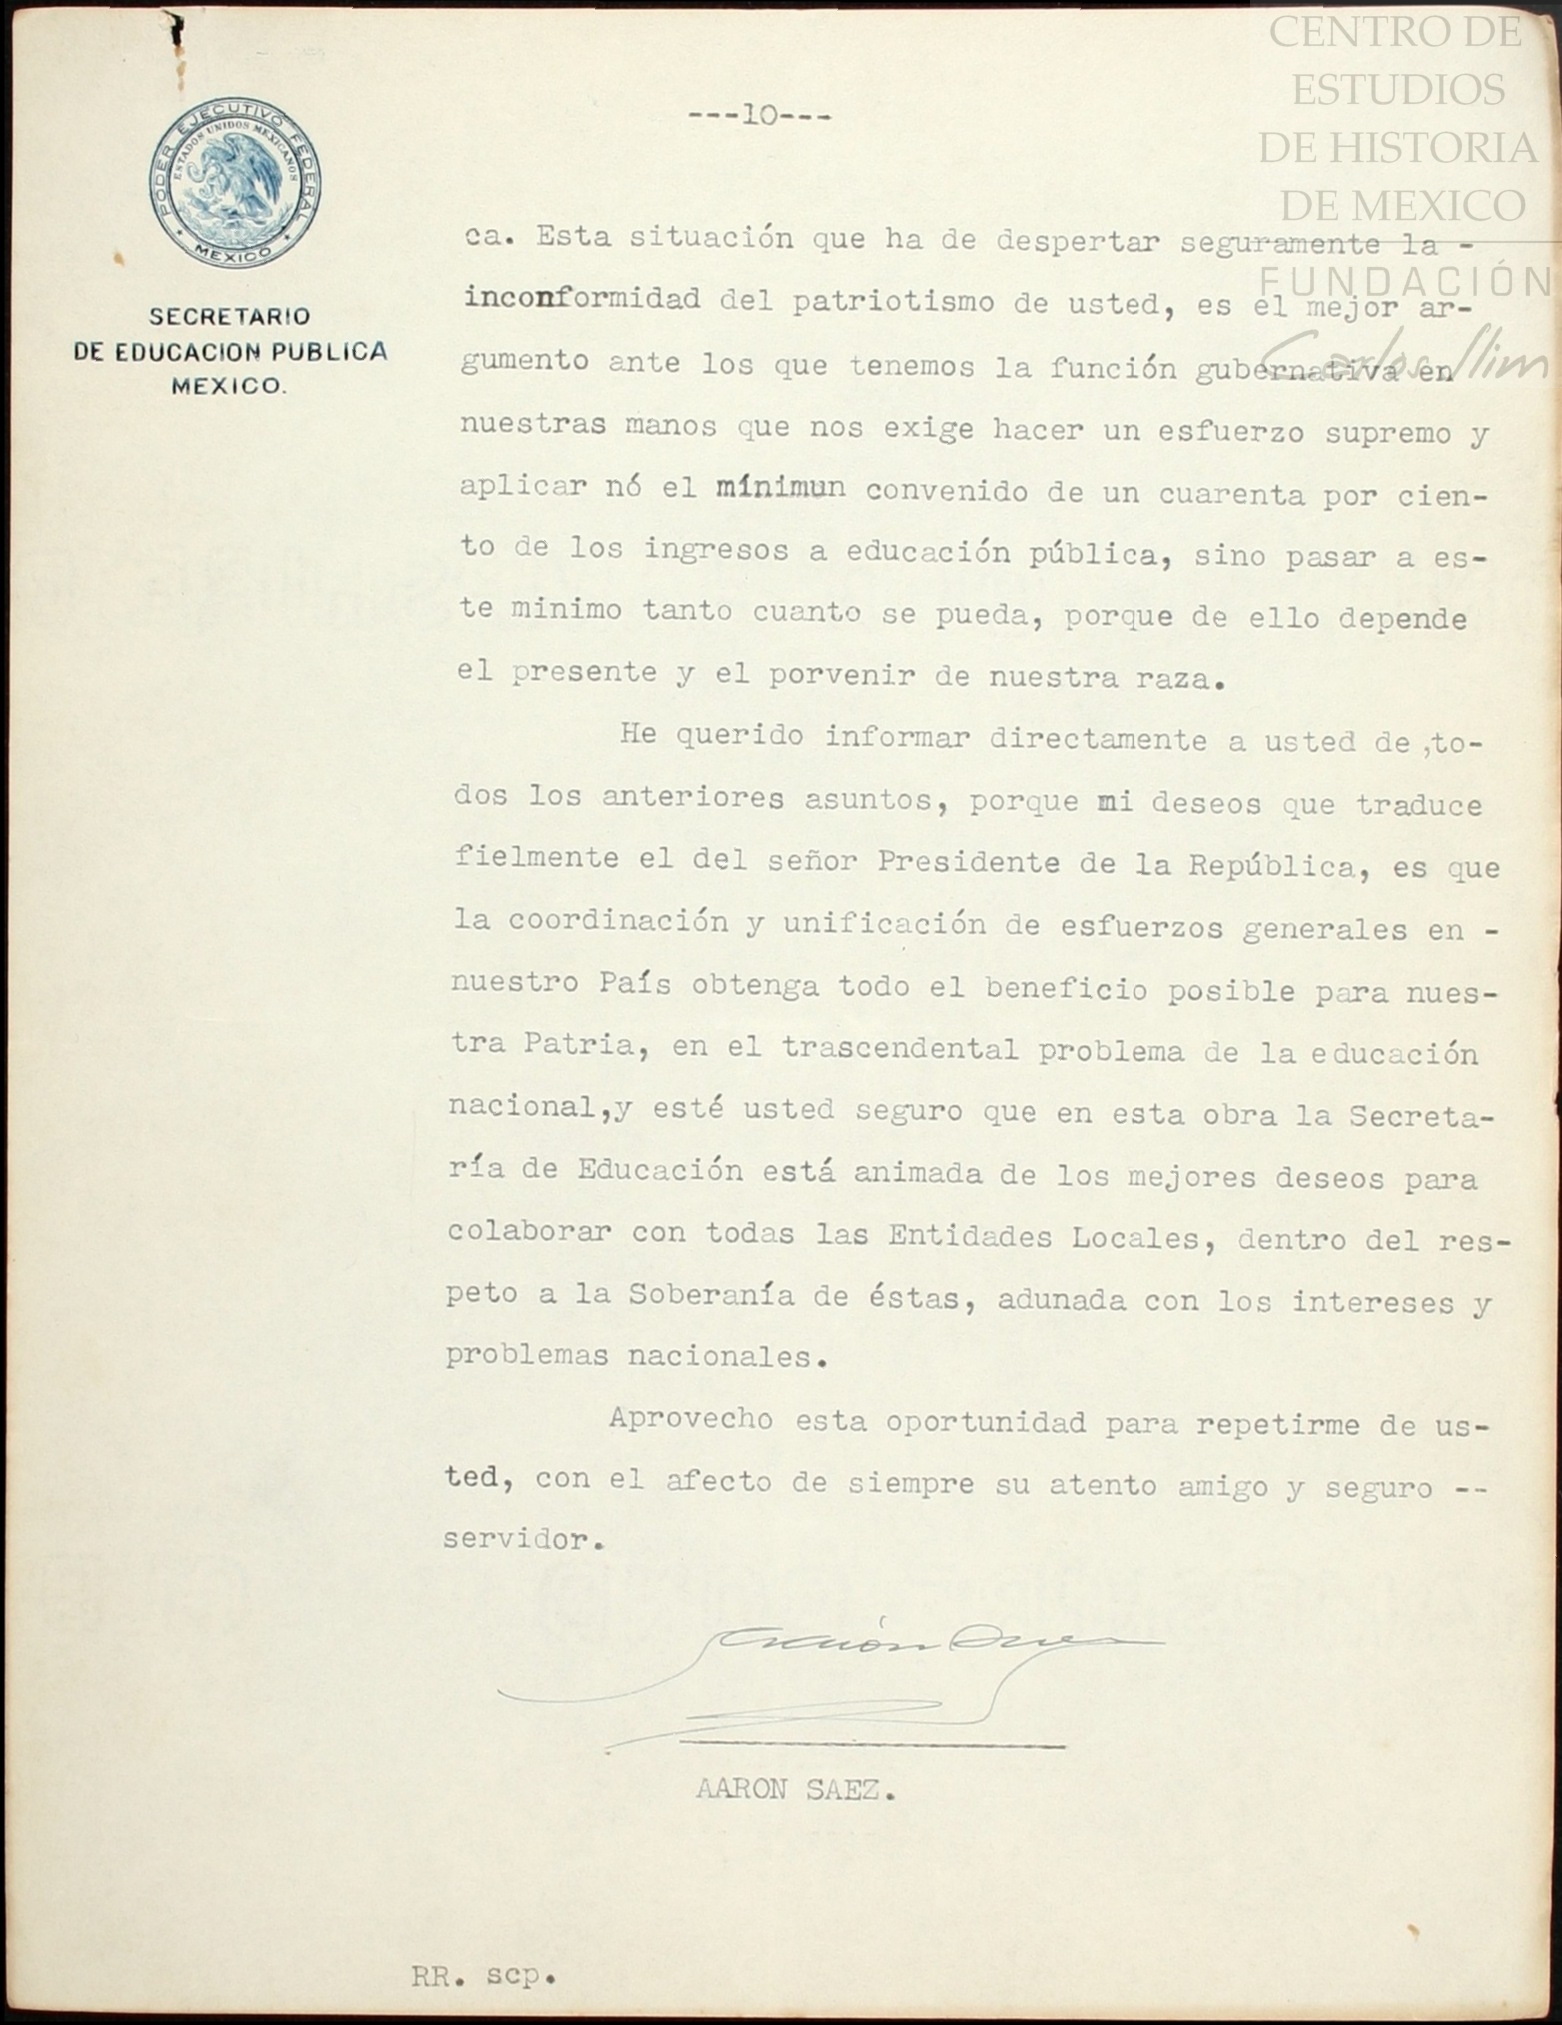 CENTRO DE
ESTUDIOS
DE HISTORIA
DE MEXICO
FUNDACIÓN
Carlos Slim
PODER EJECUTIVO FEDERAL
ESTADOS UNIDOS MEXICANOS
MEXICO
SECRETARIO
DE EDUCACION PUBLICA
MEXICO.
---10---
ca. Esta situación que ha de despertar seguramente la -
inconformidad del patriotismo de usted, es el mejor ar-
gumento ante los que tenemos la función gubernativa en
nuestras manos que nos exige hacer un esfuerzo supremo y
aplicar nó el mínimun convenido de un cuarenta por cien-
to de los ingresos a educación pública, sino pasar a es-
te minimo tanto cuanto se pueda, porque de ello depende
el presente y el porvenir de nuestra raza.
He querido informar directamente a usted de ,to-
dos los anteriores asuntos, porque mi deseos que traduce
fielmente el del señor Presidente de la República, es que
la coordinación y unificación de esfuerzos generales en -
nuestro País obtenga todo el beneficio posible para nues-
tra Patria, en el trascendental problema de la educación
nacional,y esté usted seguro que en esta obra la Secreta-
ría de Educación está animada de los mejores deseos para
colaborar con todas las Entidades Locales, dentro del res-
peto a la Soberanía de éstas, adunada con los intereses y
problemas nacionales.
Aprovecho esta oportunidad para repetirme de us-
ted, con el afecto de siempre su atento amigo y seguro --
servidor.
AARON SAEZ.
RR. scp.